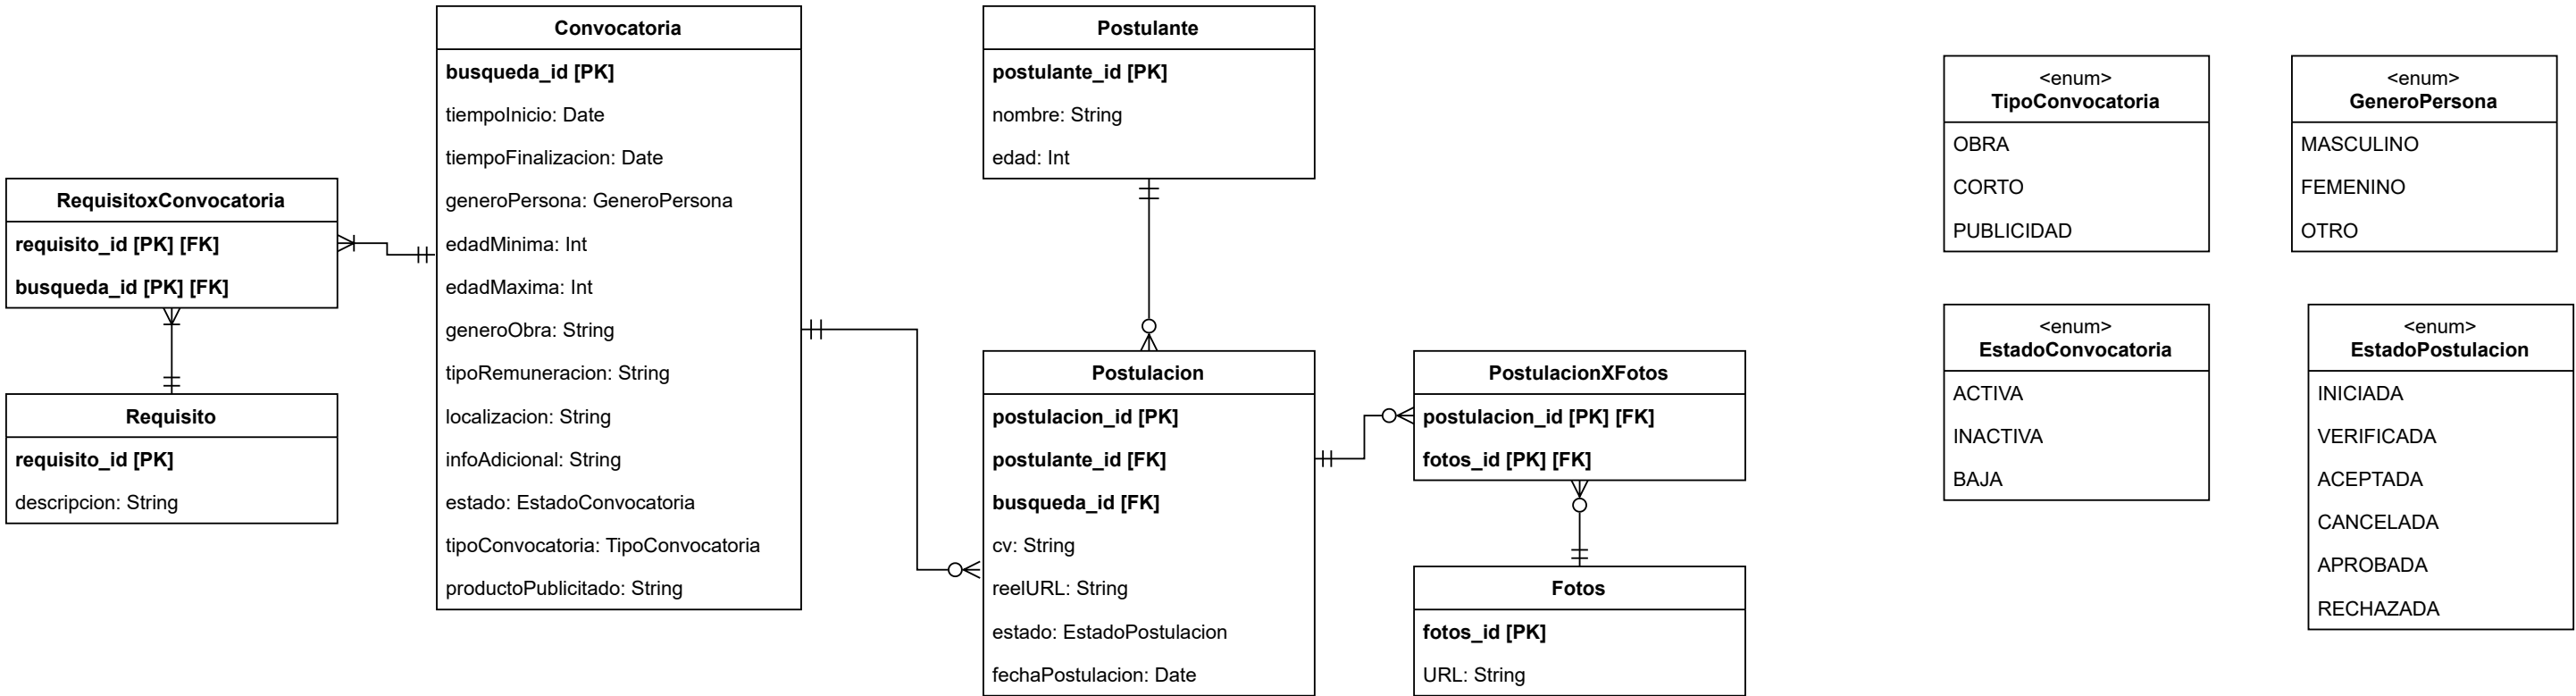 Convocatoria
busqueda_id [PK]
tiempoInicio: Date
tiempoFinalizacion: Date
generoPersona: GeneroPersona
edadMinima: Int
edadMaxima: Int
generoObra: String
tipoRemuneracion: String
localizacion: String
infoAdicional: String
estado: EstadoConvocatoria
tipoConvocatoria: TipoConvocatoria
productoPublicitado: String
RequisitoxConvocatoria
requisito_id [PK] [FK]
busqueda_id [PK] [FK]
Requisito
requisito_id [PK]
descripcion: String
Postulante
postulante_id [PK]
nombre: String
edad: Int
Postulacion
postulacion_id [PK]
postulante_id [FK]
busqueda_id [FK]
cv: String
reelURL: String
estado: EstadoPostulacion
fechaPostulacion: Date
PostulacionXFotos
postulacion_id [PK] [FK]
fotos_id [PK] [FK]
Fotos
fotos_id [PK]
URL: String
<enum>
TipoConvocatoria
OBRA
CORTO
PUBLICIDAD
<enum>
GeneroPersona
MASCULINO
FEMENINO
OTRO
<enum>
EstadoConvocatoria
ACTIVA
INACTIVA
BAJA
<enum>
EstadoPostulacion
INICIADA
VERIFICADA
ACEPTADA
CANCELADA
APROBADA
RECHAZADA